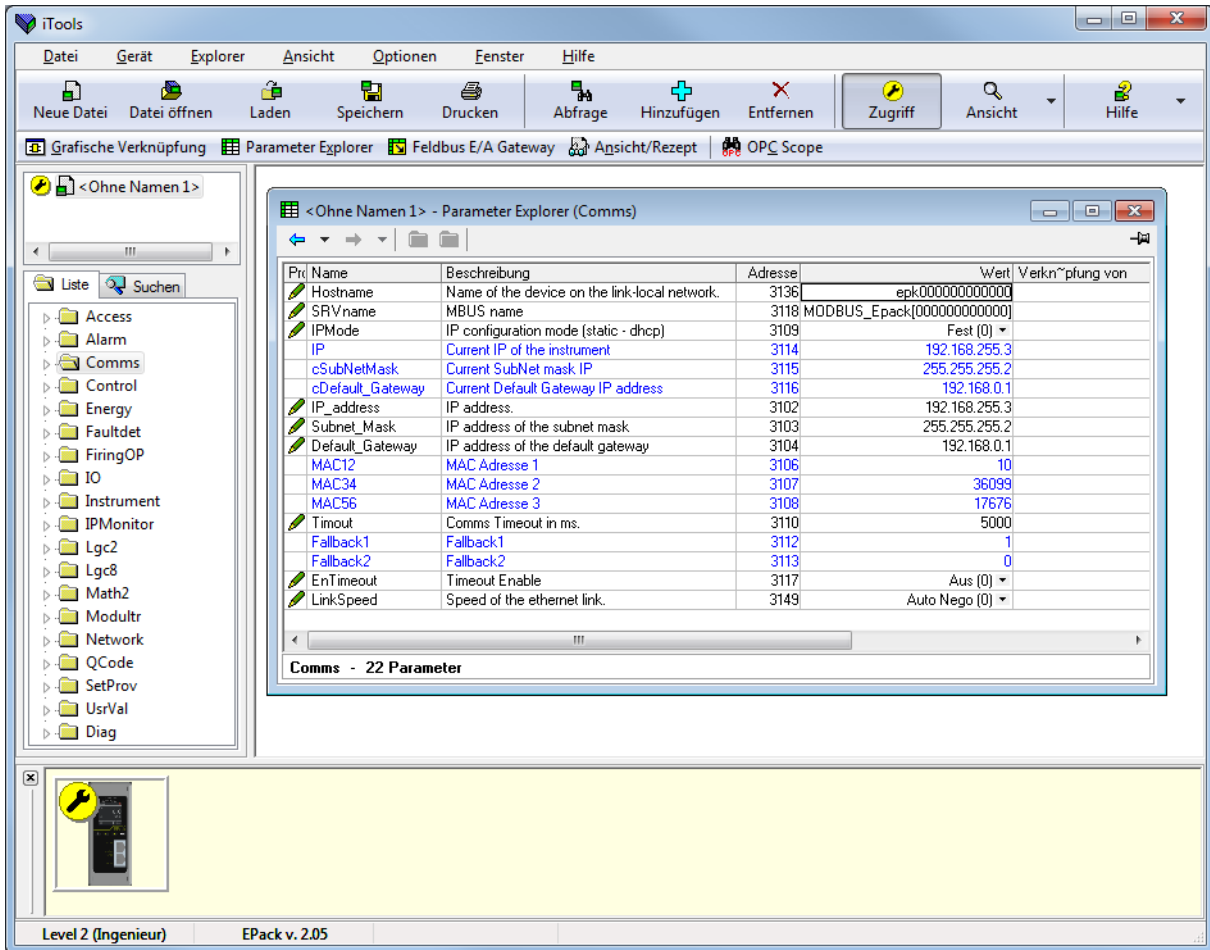 iTools
Datei Gerät Explorer Ansicht Optionen Fenster Hilfe
Neue Datei Datei öffnen Laden Speichern Drucken Abfrage Hinzufügen Entfernen Zugriff Ansicht Hilfe
Grafische Verknüpfung Parameter Explorer Feldbus E/A Gateway Ansicht/Rezept OPC OPC Scope
<Ohne Namen 1>
Liste Suchen
Access
Alarm
Comms
Control
Energy
Faultdet
FiringOP
IO
Instrument
IPMonitor
Lgc2
Lgc8
Math2
Modultr
Network
QCode
SetProv
UsrVal
Diag
<Ohne Namen 1> - Parameter Explorer (Comms)
Pro Name Beschreibung Adresse Wert Verkn~pfung von
Hostname Name of the device on the link-local network. 3136 epk000000000000
SRVname MBUS name 3118 MODBUS_Epack[000000000000]
IPMode IP configuration mode (static - dhcp) 3109 Fest (0)
IP Current IP of the instrument 3114 192.168.255.3
cSubNetMask Current SubNet mask IP 3115 255.255.255.2
cDefault_Gateway Current Default Gateway IP address 3116 192.168.0.1
IP_address IP address. 3102 192.168.255.3
Subnet_Mask IP address of the subnet mask 3103 255.255.255.2
Default_Gateway IP address of the default gateway 3104 192.168.0.1
MAC12 MAC Adresse 1 3106 10
MAC34 MAC Adresse 2 3107 36099
MAC56 MAC Adresse 3 3108 17676
Timout Comms Timeout in ms. 3110 5000
Fallback1 Fallback1 3112 1
Fallback2 Fallback2 3113 0
EnTimeout Timeout Enable 3117 Aus (0)
LinkSpeed Speed of the ethernet link. 3149 Auto Nego (0)
Comms - 22 Parameter
Level 2 (Ingenieur) EPack v. 2.05